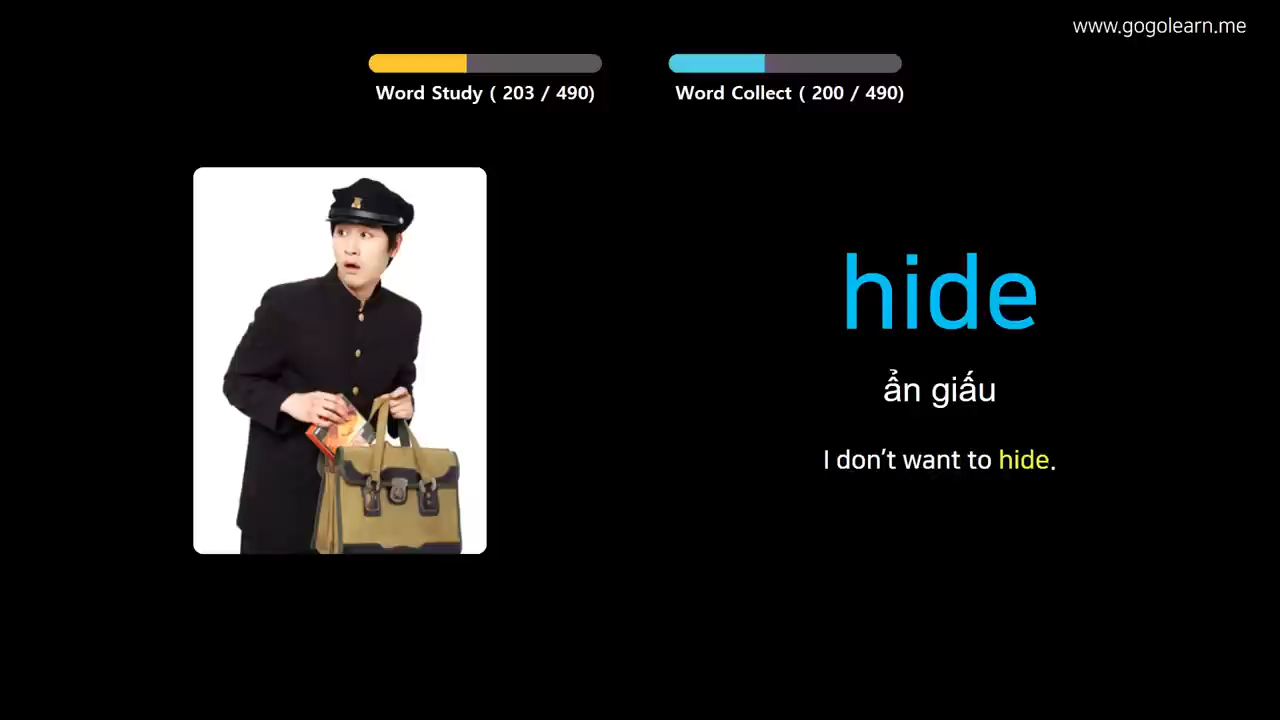 www.gogolearn.me
Word Study ( 203 / 490)
Word Collect ( 200 / 490)
hide
ẩn giấu
I don't want to hide.